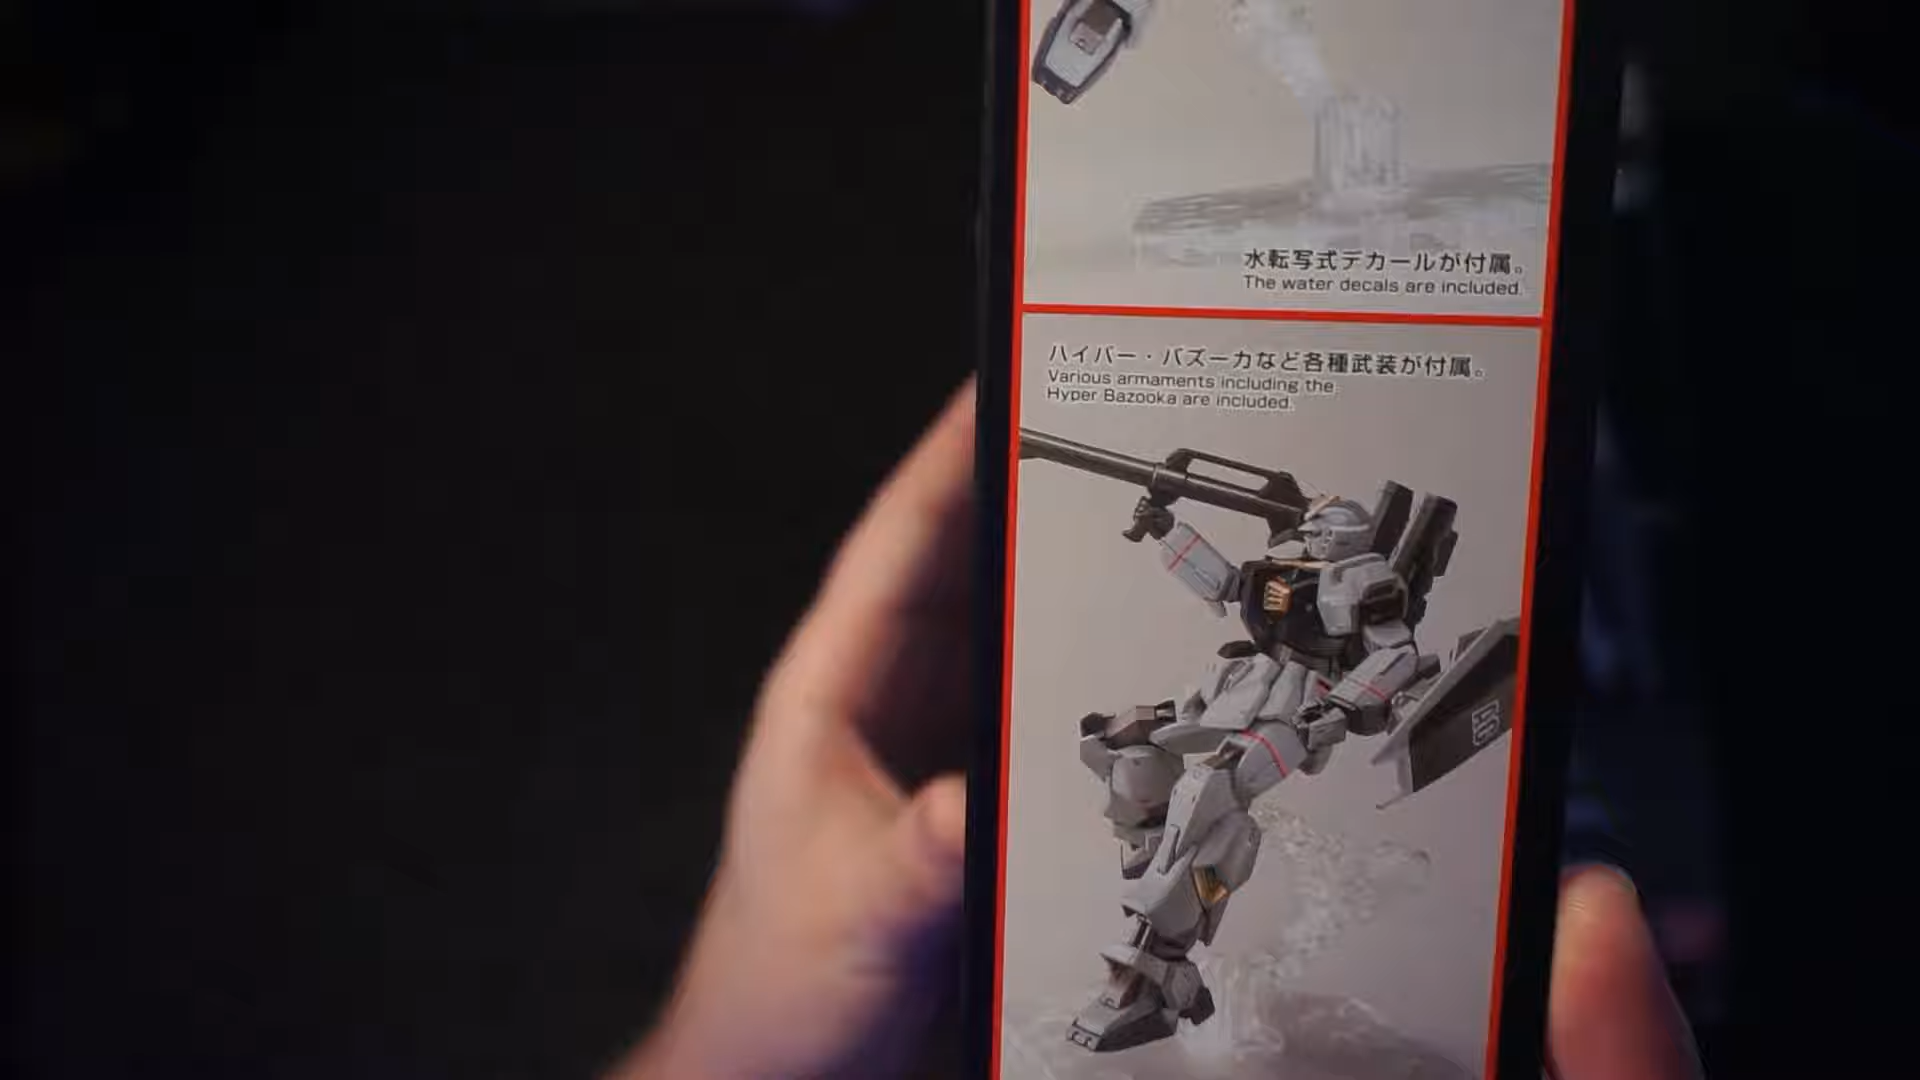 水転写式デカールが付属。
The water decals are included.
ハイパー・バズーカなど各種武装が付属。
Various armaments including the
Hyper Bazooka are included.